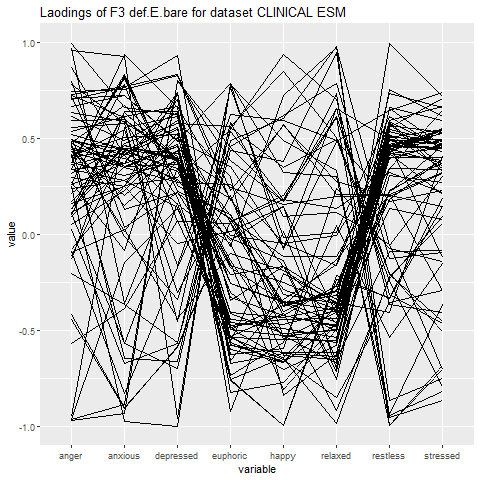 Laodings of F3 def.E.bare for dataset CLINICAL ESM
1.0
0.5
0.0
-0.5
-1.0
value
anger anxious depressed euphoric happy relaxed restless stressed
variable